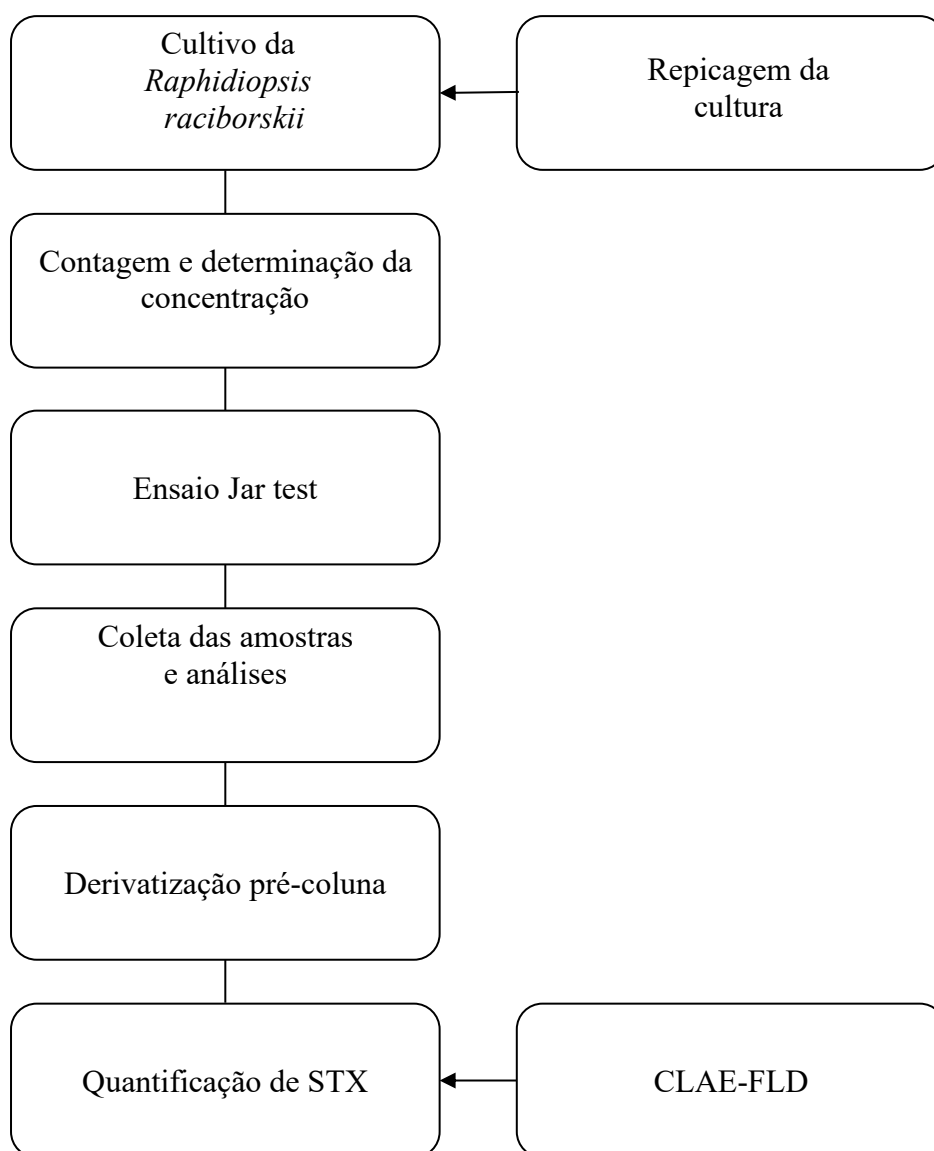 Cultivo da
Raphidiopsis
raciborskii
Repicagem da
cultura
Contagem e determinação da
concentração
Ensaio Jar test
Coleta das amostras
e análises
Derivatização pré-coluna
Quantificação de STX
CLAE-FLD